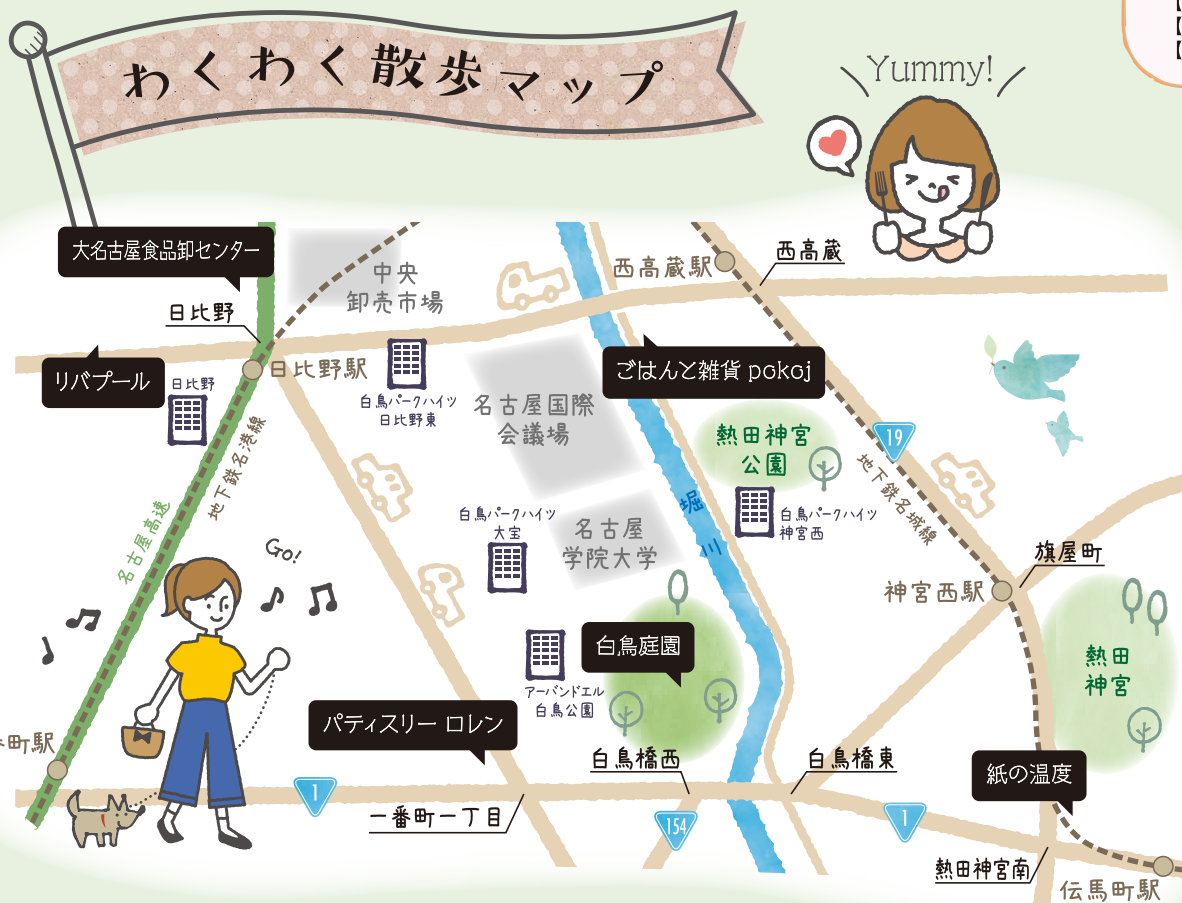 わくわく散歩マップ
Yummy!
大名古屋食品卸センター
中央
卸売市場
西高蔵駅
西高蔵
日比野
リバプール
日比野駅
日比野
白鳥パークハイツ
日比野東
ごはんと雑貨 pokoj
名古屋国際
会議場
熱田神宮
公園
19
地下鉄名港線
地下鉄名城線
名古屋高速
堀川
白鳥パークハイツ
大宝
名古屋
学院大学
白鳥パークハイツ
神宮西
Go!
旗屋町
神宮西駅
白鳥庭園
熱田
神宮
アーバンドエル
白鳥公園
パティスリー ロレン
町駅
白鳥橋西
白鳥橋東
紙の温度
1
一番町一丁目
154
1
熱田神宮南
伝馬町駅